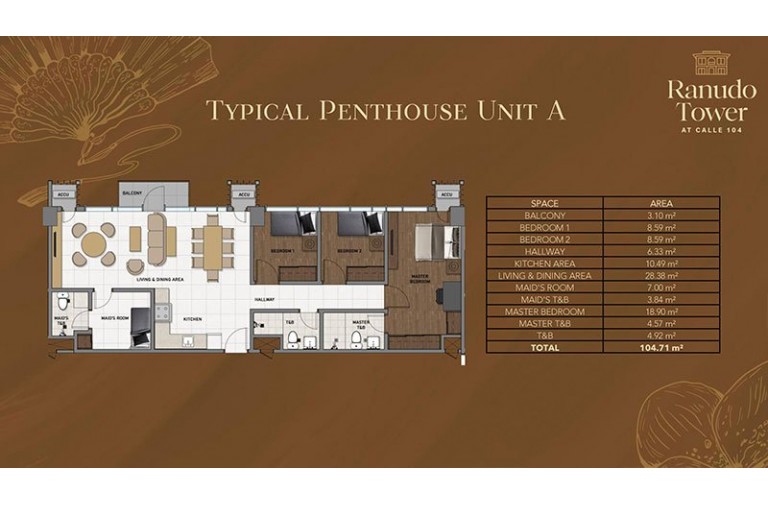 TYPICAL PENTHOUSE UNIT A
Ranudo
Tower
AT CALLE 104
ACCU
BALCONY
ACCU
ACCU
BEDROOM 1
BEDROOM 2
LIVING & DINING AREA
MASTER
BEDROOM
HALLWAY
MAID'S
T&B
MAID'S ROOM
KITCHEN
T&B
MASTER
T&B
SPACE AREA
BALCONY 3.10 m²
BEDROOM 1 8.59 m²
BEDROOM 2 8.59 m²
HALLWAY 6.33 m²
KITCHEN AREA 10.49 m²
LIVING & DINING AREA 28.38 m²
MAID'S ROOM 7.00 m²
MAID'S T&B 3.84 m²
MASTER BEDROOM 18.90 m²
MASTER T&B 4.57 m²
T&B 4.92 m²
TOTAL 104.71 m²